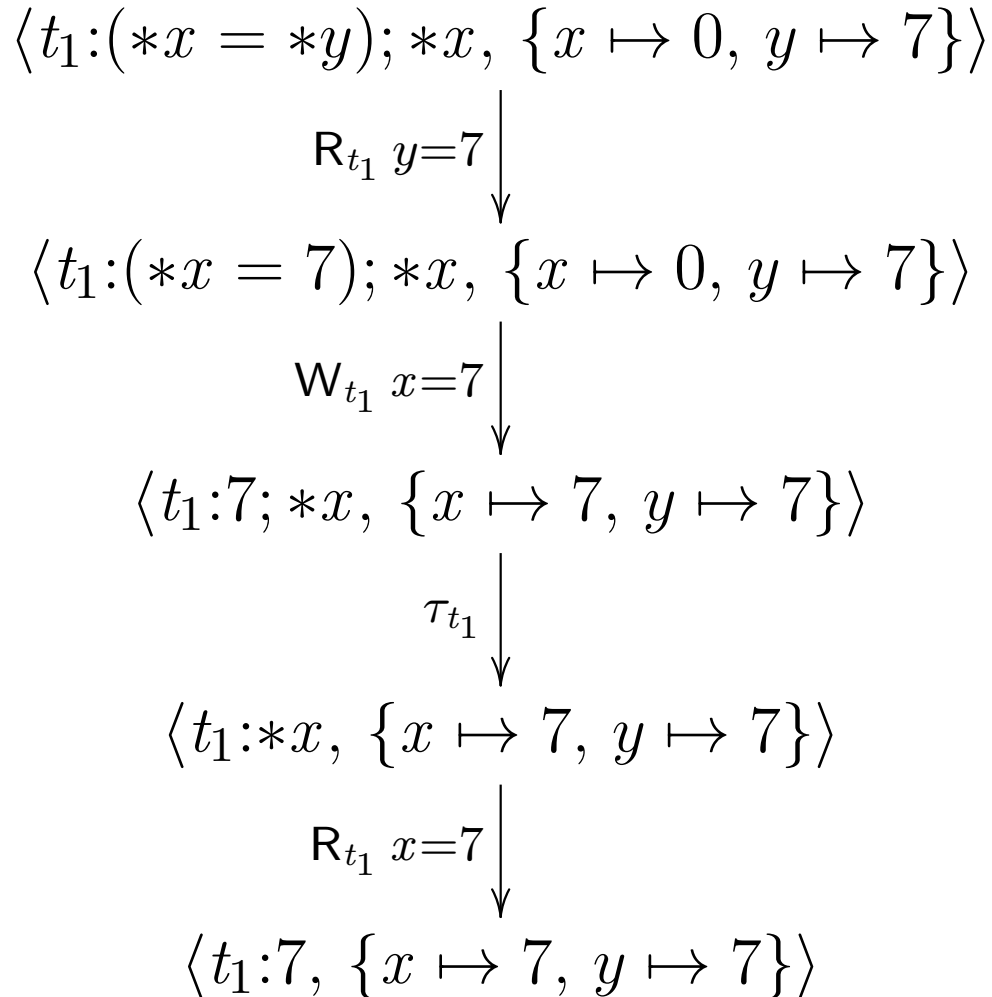 ⟨t₁:(∗x = ∗y); ∗x, {x ↦ 0, y ↦ 7}⟩
R_{t₁} y=7
⟨t₁:(∗x = 7); ∗x, {x ↦ 0, y ↦ 7}⟩
W_{t₁} x=7
⟨t₁:7; ∗x, {x ↦ 7, y ↦ 7}⟩
τ_{t₁}
⟨t₁:∗x, {x ↦ 7, y ↦ 7}⟩
R_{t₁} x=7
⟨t₁:7, {x ↦ 7, y ↦ 7}⟩